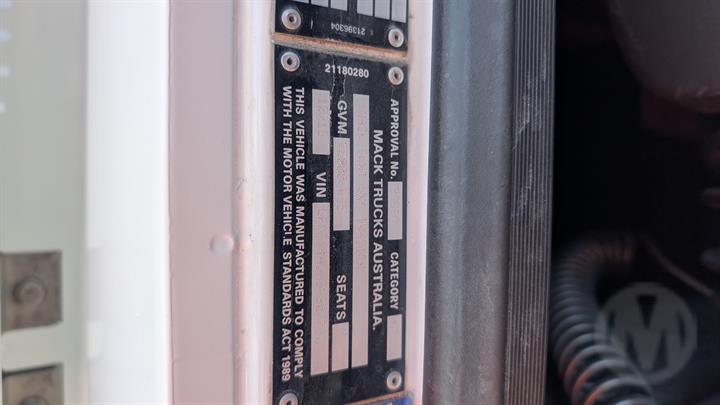 21396304
21180280
APPROVAL No. CATEGORY
MACK TRUCKS AUSTRALIA.
GVM SEATS
VIN
THIS VEHICLE WAS MANUFACTURED TO COMPLY
WITH THE MOTOR VEHICLE STANDARDS ACT 1989
M